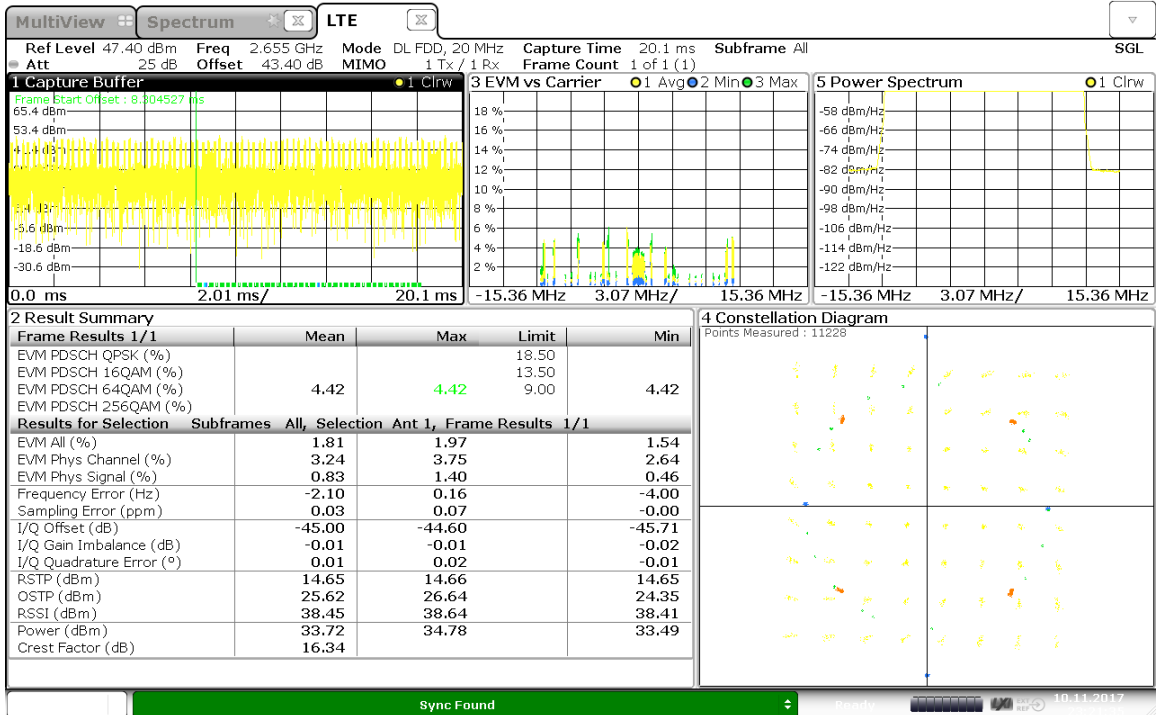 MultiView Spectrum LTE
Ref Level 47.40 dBm Freq 2.655 GHz Mode DL FDD, 20 MHz Capture Time 20.1 ms Subframe All SGL
Att 25 dB Offset 43.40 dB MIMO 1 Tx / 1 Rx Frame Count 1 of 1 (1)
1 Capture Buffer 1 Clrw
Frame Start Offset : 8.304527 ms
65.4 dBm
53.4 dBm
-18.6 dBm
-30.6 dBm
0.0 ms 2.01 ms/ 20.1 ms
3 EVM vs Carrier 1 Avg 2 Min 3 Max
18 %
16 %
14 %
12 %
10 %
8 %
6 %
4 %
2 %
-15.36 MHz 3.07 MHz/ 15.36 MHz
5 Power Spectrum 1 Clrw
-58 dBm/Hz
-66 dBm/Hz
-74 dBm/Hz
-82 dBm/Hz
-90 dBm/Hz
-98 dBm/Hz
-106 dBm/Hz
-114 dBm/Hz
-122 dBm/Hz
-15.36 MHz 3.07 MHz/ 15.36 MHz
2 Result Summary
Frame Results 1/1 Mean Max Limit Min
EVM PDSCH QPSK (%) 18.50
EVM PDSCH 16QAM (%) 13.50
EVM PDSCH 64QAM (%) 4.42 4.42 9.00 4.42
EVM PDSCH 256QAM (%)
Results for Selection Subframes All, Selection Ant 1, Frame Results 1/1
EVM All (%) 1.81 1.97 1.54
EVM Phys Channel (%) 3.24 3.75 2.64
EVM Phys Signal (%) 0.83 1.40 0.46
Frequency Error (Hz) -2.10 0.16 -4.00
Sampling Error (ppm) 0.03 0.07 -0.00
I/Q Offset (dB) -45.00 -44.60 -45.71
I/Q Gain Imbalance (dB) -0.01 -0.01 -0.02
I/Q Quadrature Error (º) 0.01 0.02 -0.01
RSTP (dBm) 14.65 14.66 14.65
OSTP (dBm) 25.62 26.64 24.35
RSSI (dBm) 38.45 38.64 38.41
Power (dBm) 33.72 34.78 33.49
Crest Factor (dB) 16.34
4 Constellation Diagram
Points Measured : 11228
Sync Found
Ready
LXI
EXT
REF
10.11.2017